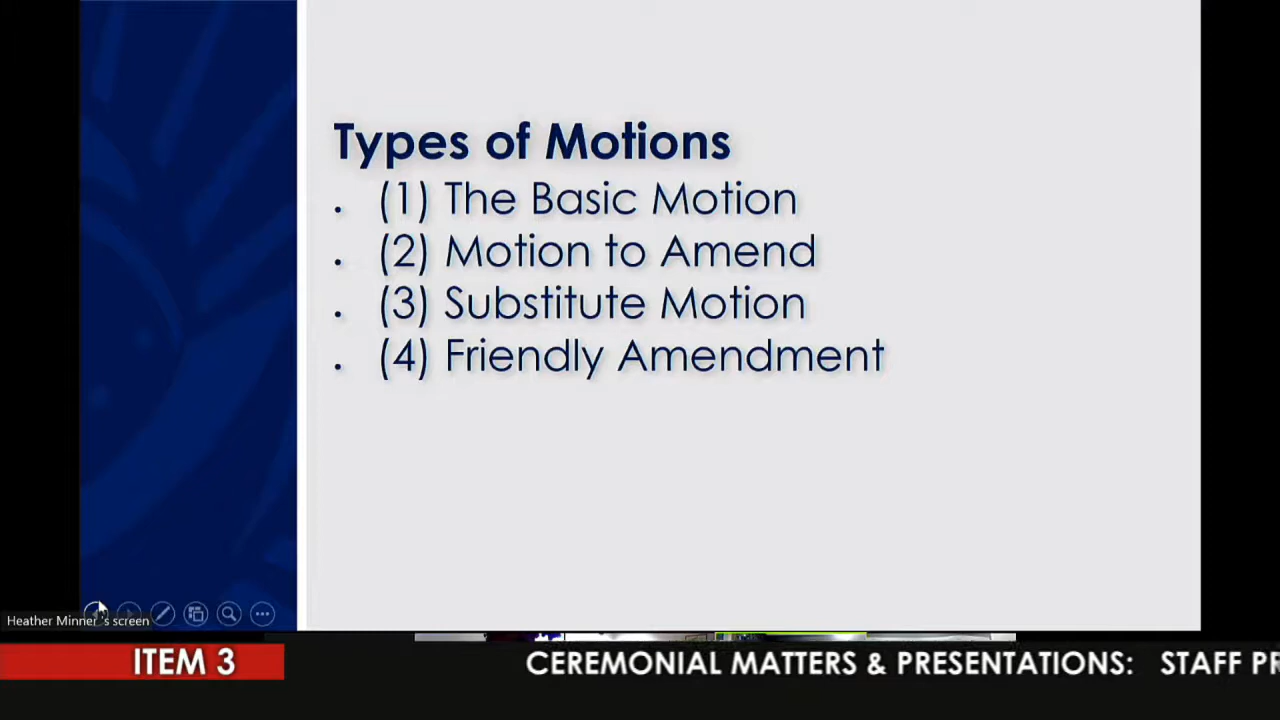 Types of Motions
. (1) The Basic Motion
. (2) Motion to Amend
. (3) Substitute Motion
. (4) Friendly Amendment
Heather Minner 's screen
ITEM 3
CEREMONIAL MATTERS & PRESENTATIONS: STAFF PR